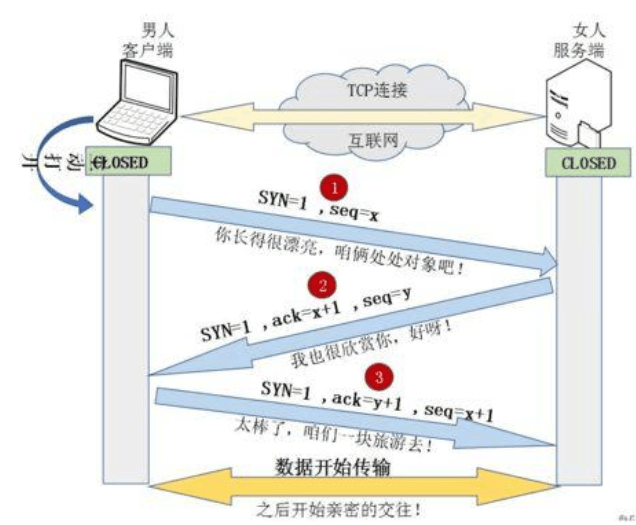 男人
客户端
女人
服务端
TCP连接
互联网
主动打开
CLOSED
CLOSED
1
SYN=1 ,seq=x
你长得很漂亮，咱俩处处对象吧！
2
SYN=1 ,ack=x+1 ,seq=y
我也很欣赏你，好呀！
3
SYN=1 ,ack=y+1 ,seq=x+1
太棒了，咱们一块旅游去！
数据开始传输
之后开始亲密的交往！